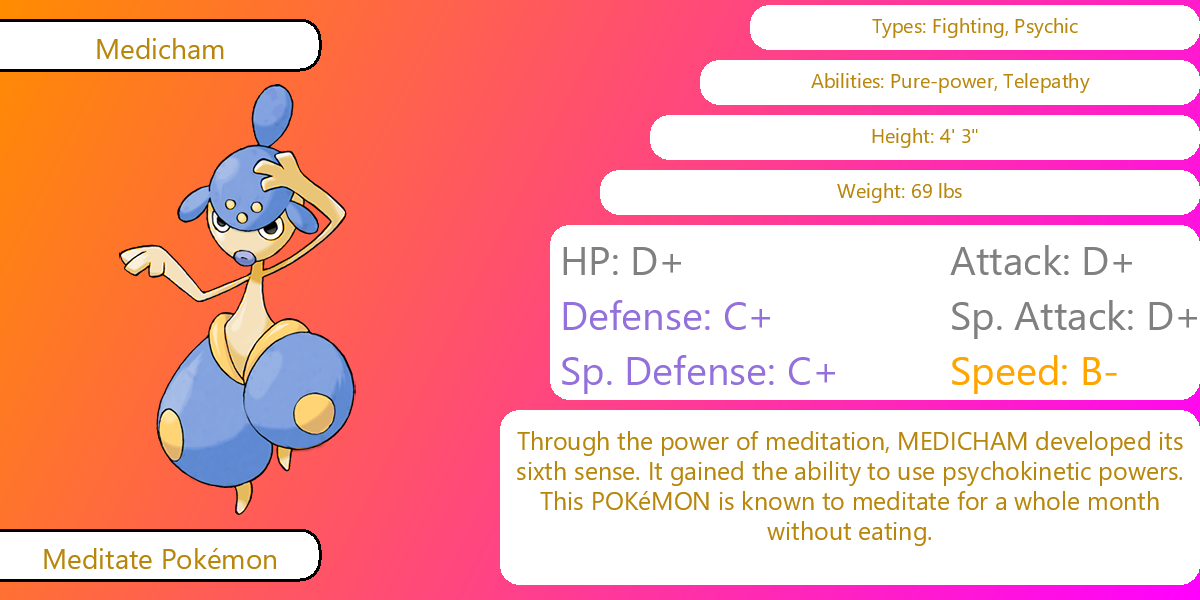 Medicham
Types: Fighting, Psychic
Abilities: Pure-power, Telepathy
Height: 4' 3"
Weight: 69 lbs
HP: D+
Attack: D+
Defense: C+
Sp. Attack: D+
Sp. Defense: C+
Speed: B-
Through the power of meditation, MEDICHAM developed its
sixth sense. It gained the ability to use psychokinetic powers.
This POKéMON is known to meditate for a whole month
without eating.
Meditate Pokémon